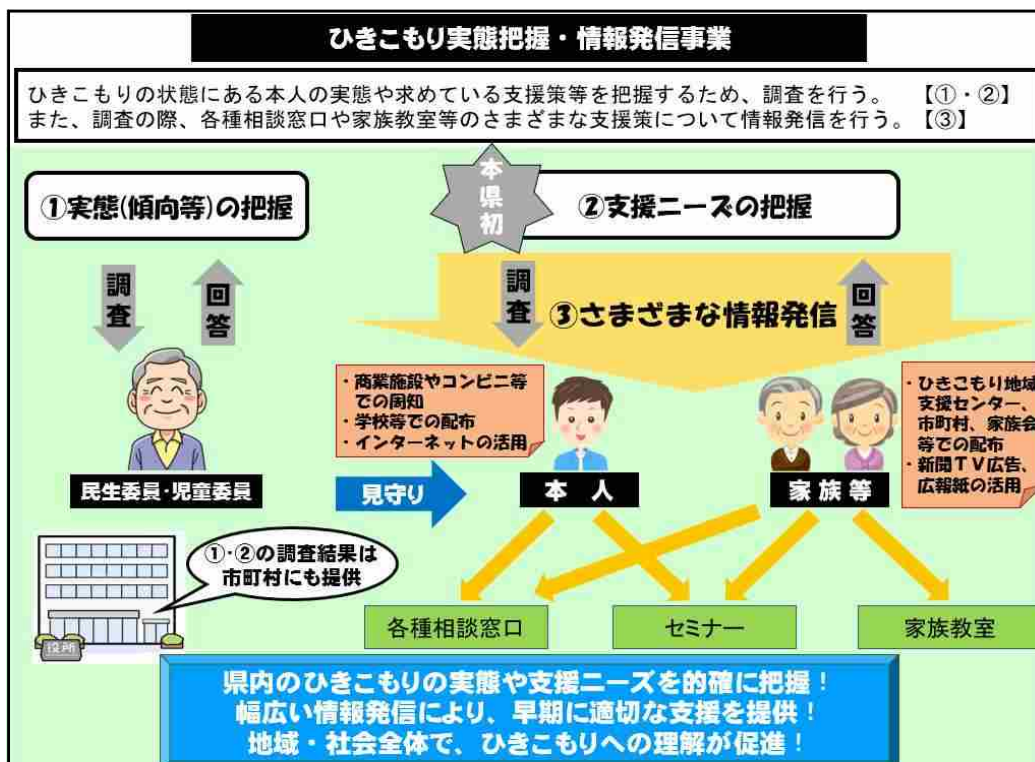 ひきこもり実態把握・情報発信事業
ひきこもりの状態にある本人の実態や求めている支援策等を把握するため、調査を行う。　【①・②】
また、調査の際、各種相談窓口や家族教室等のさまざまな支援策について情報発信を行う。【③】
①実態(傾向等)の把握
本県初
②支援ニーズの把握
調査
回答
調査
③さまざまな情報発信
回答
・商業施設やコンビニ等
での周知
・学校等での配布
・インターネットの活用
・ひきこもり地域
支援センター、
市町村、家族会
等での配布
・新聞TV広告、
広報紙の活用
民生委員・児童委員
見守り
本人
家族等
①・②の調査結果は
市町村にも提供
役所
各種相談窓口
セミナー
家族教室
県内のひきこもりの実態や支援ニーズを的確に把握！
幅広い情報発信により、早期に適切な支援を提供！
地域・社会全体で、ひきこもりへの理解が促進！